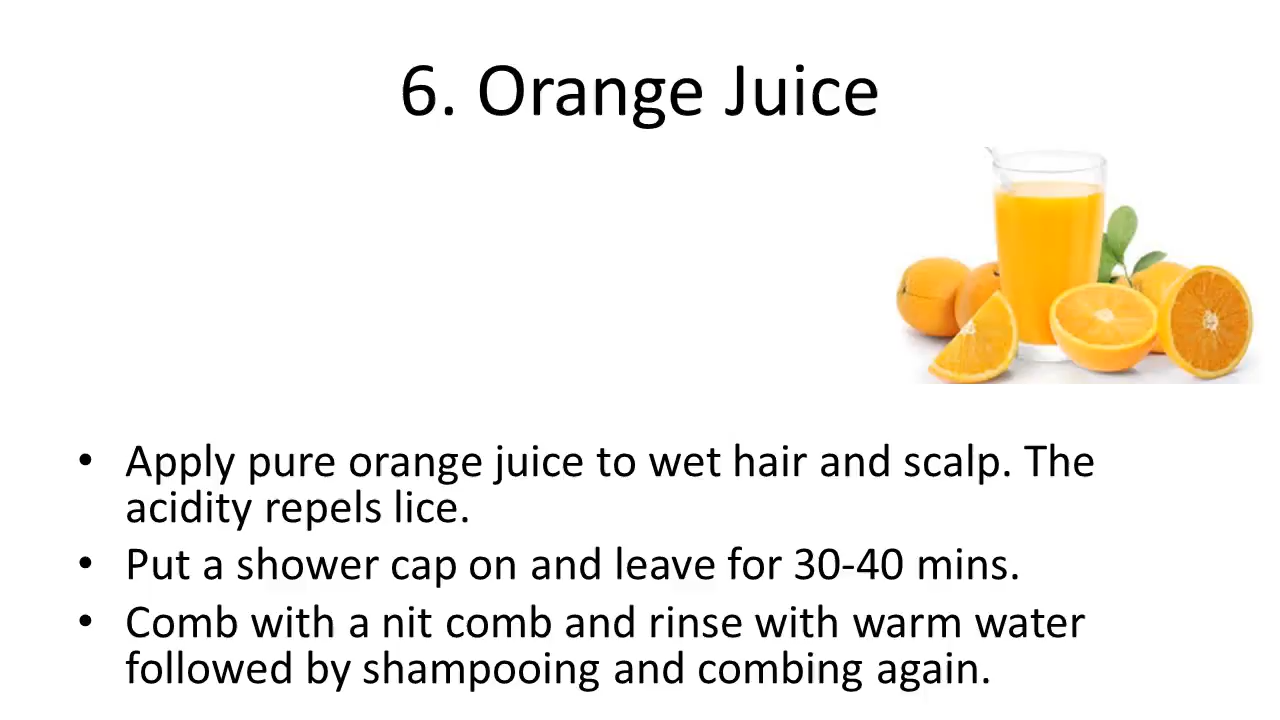 6. Orange Juice
• Apply pure orange juice to wet hair and scalp. The
acidity repels lice.
• Put a shower cap on and leave for 30-40 mins.
• Comb with a nit comb and rinse with warm water
followed by shampooing and combing again.